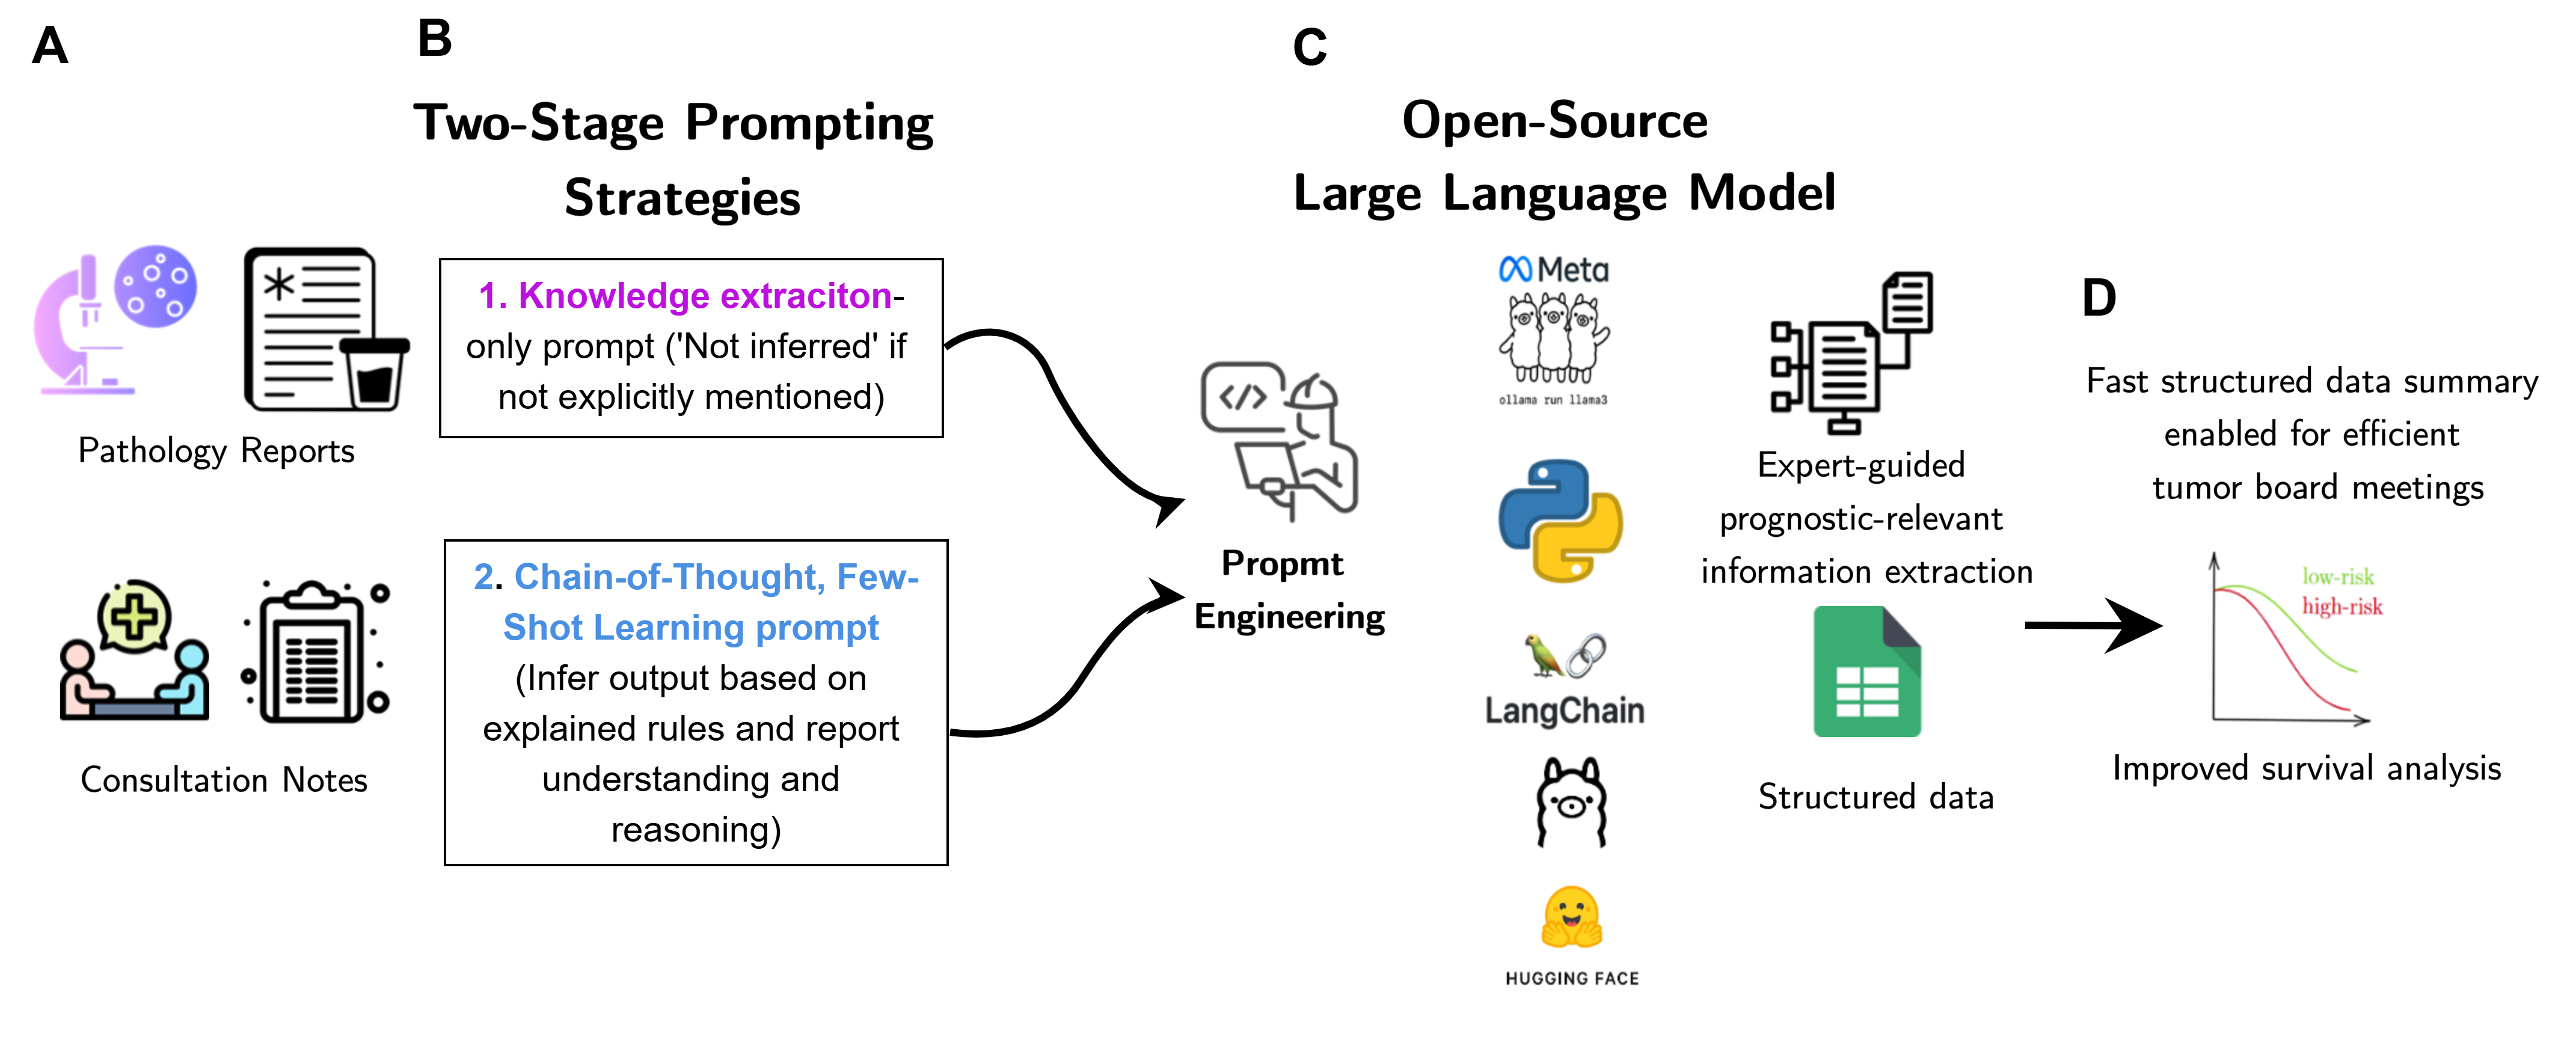 A
Pathology Reports
Consultation Notes
B
Two-Stage Prompting
Strategies
1. Knowledge extraciton-
only prompt ('Not inferred' if
not explicitly mentioned)
2. Chain-of-Thought, Few-
Shot Learning prompt
(Infer output based on
explained rules and report
understanding and
reasoning)
C
Open-Source
Large Language Model
</>
Propmt
Engineering
Meta
ollama run llama3
LangChain
HUGGING FACE
Expert-guided
prognostic-relevant
information extraction
Structured data
D
Fast structured data summary
enabled for efficient
tumor board meetings
low-risk
high-risk
Improved survival analysis